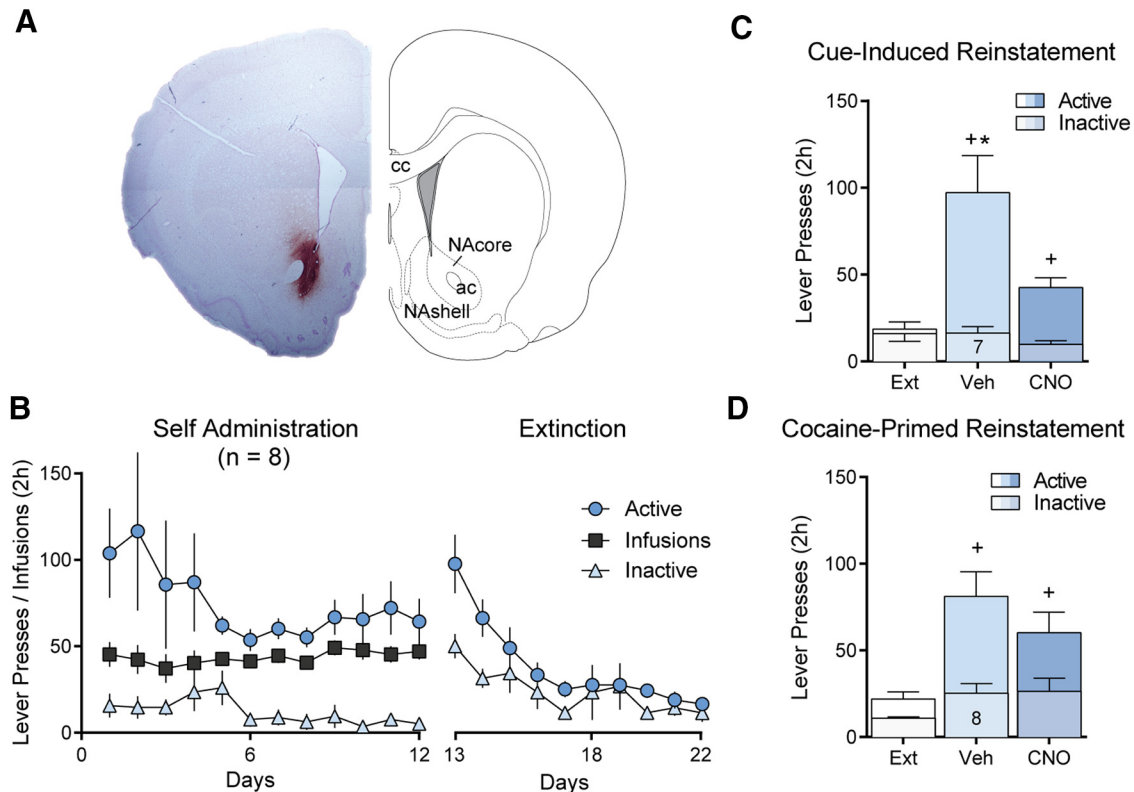 A
cc
NAcore
ac
NAshell
B
Self Administration
(n = 8)
Extinction
Lever Presses / Infusions (2h)
150
100
50
0
Active
Infusions
Inactive
0
6
12
13
18
22
Days
Days
C
Cue-Induced Reinstatement
Lever Presses (2h)
150
100
50
0
Active
Inactive
+*
+
7
Ext
Veh
CNO
D
Cocaine-Primed Reinstatement
Lever Presses (2h)
150
100
50
0
Active
Inactive
+
+
8
Ext
Veh
CNO